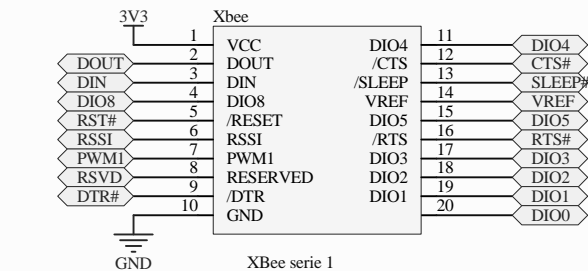 3V3 Xbee
1 VCC DIO4 11 DIO4
DOUT 2 DOUT /CTS 12 CTS#
DIN 3 DIN /SLEEP 13 SLEEP#
DIO8 4 DIO8 VREF 14 VREF
RST# 5 /RESET DIO5 15 DIO5
RSSI 6 RSSI /RTS 16 RTS#
PWM1 7 PWM1 DIO3 17 DIO3
RSVD 8 RESERVED DIO2 18 DIO2
DTR# 9 /DTR DIO1 19 DIO1
10 GND 20 DIO0
GND XBee serie 1